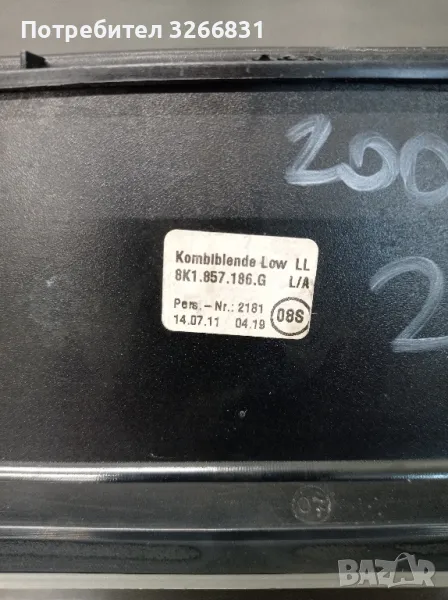 Потребител 3266831
200
2
Kombiblende Low LL
8K1.857.186.G L/A
Pers.-Nr.: 2181
14.07.11 04.19 08S
BAZAR